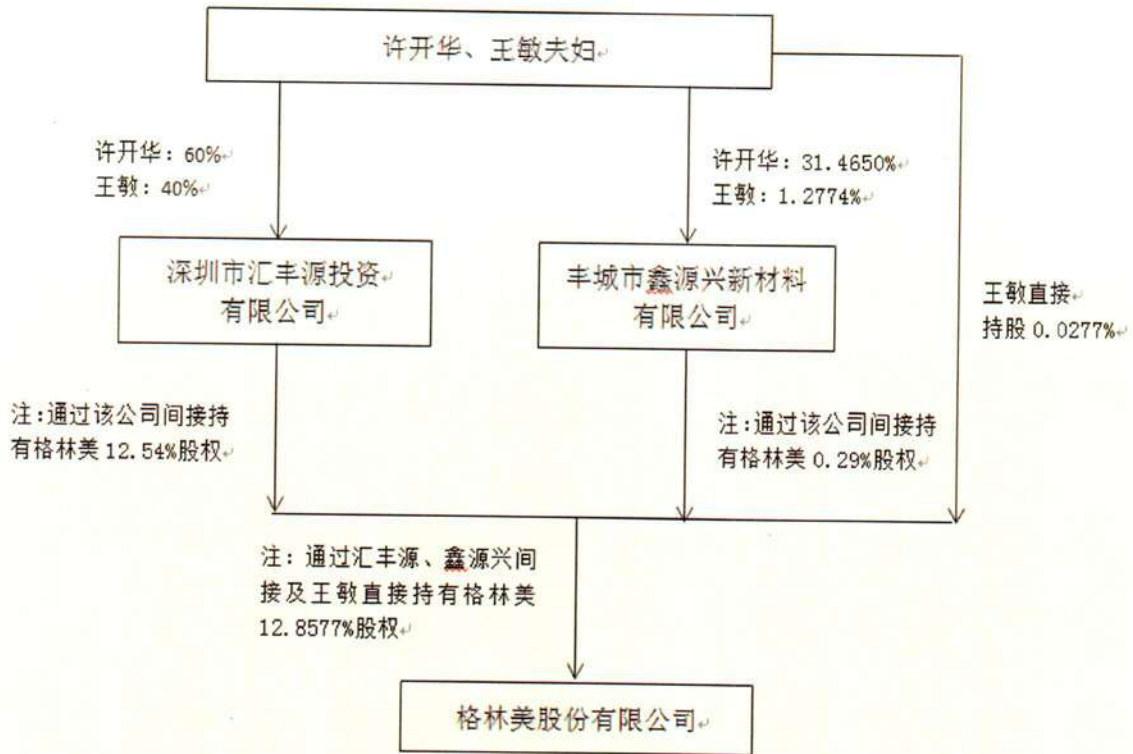 许开华、王敏夫妇
许开华：60%
王敏：40%
许开华：31.4650%
王敏：1.2774%
深圳市汇丰源投资
有限公司
丰城市鑫源兴新材料
有限公司
王敏直接
持股 0.0277%
注:通过该公司间接持
有格林美 12.54%股权
注:通过该公司间接持
有格林美 0.29%股权
注：通过汇丰源、鑫源兴间
接及王敏直接持有格林美
12.8577%股权
格林美股份有限公司